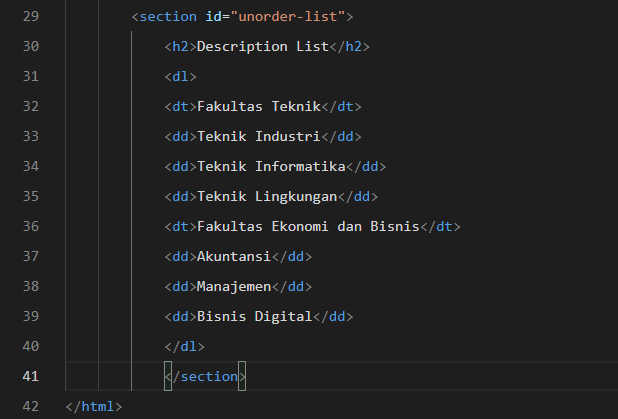 29 <section id="unorder-list">
30 <h2>Description List</h2>
31 <dl>
32 <dt>Fakultas Teknik</dt>
33 <dd>Teknik Industri</dd>
34 <dd>Teknik Informatika</dd>
35 <dd>Teknik Lingkungan</dd>
36 <dt>Fakultas Ekonomi dan Bisnis</dt>
37 <dd>Akuntansi</dd>
38 <dd>Manajemen</dd>
39 <dd>Bisnis Digital</dd>
40 </dl>
41 </section>
42 </html>